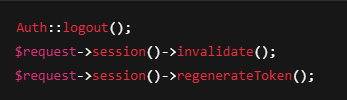 Auth::logout();
$request->session()->invalidate();
$request->session()->regenerateToken();